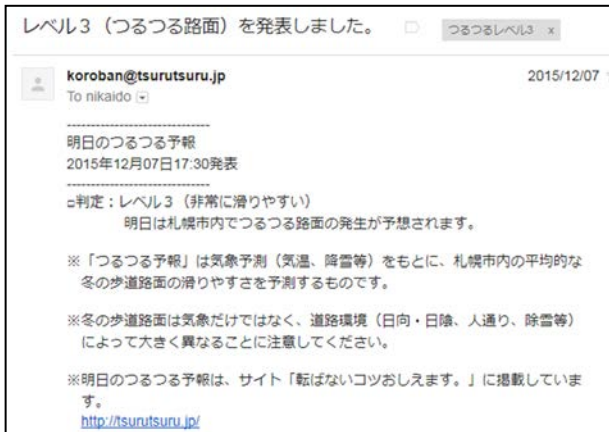 レベル3（つるつる路面）を発表しました。 つるつるレベル3 x
koroban@tsurutsuru.jp 2015/12/07
To nikaido
------------------------------
明日のつるつる予報
2015年12月07日17:30発表
------------------------------
□判定：レベル３（非常に滑りやすい）
明日は札幌市内でつるつる路面の発生が予想されます。
※「つるつる予報」は気象予測（気温、降雪等）をもとに、札幌市内の平均的な
冬の歩道路面の滑りやすさを予測するものです。
※冬の歩道路面は気象だけではなく、道路環境（日向・日陰、人通り、除雪等）
によって大きく異なることに注意してください。
※明日のつるつる予報は、サイト「転ばないコツおしえます。」に掲載していま
す。
http://tsurutsuru.jp/